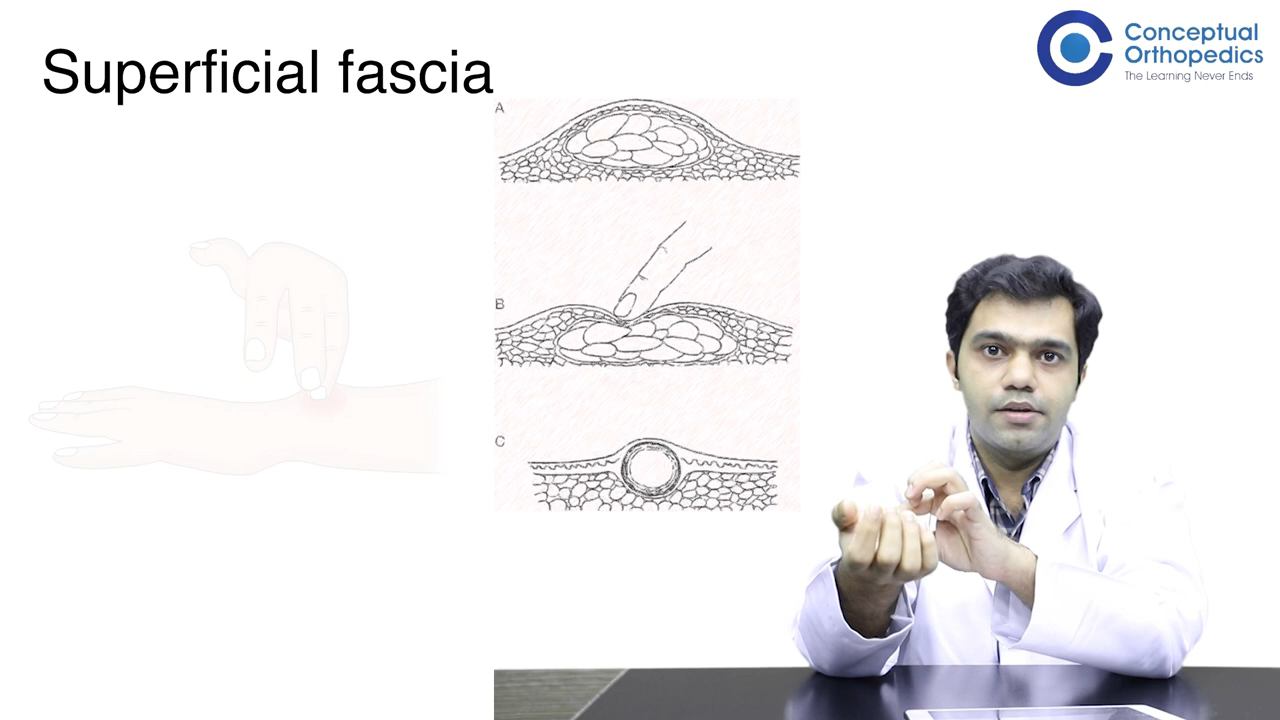 Superficial fascia
Conceptual
Orthopedics
The Learning Never Ends
A
B
C